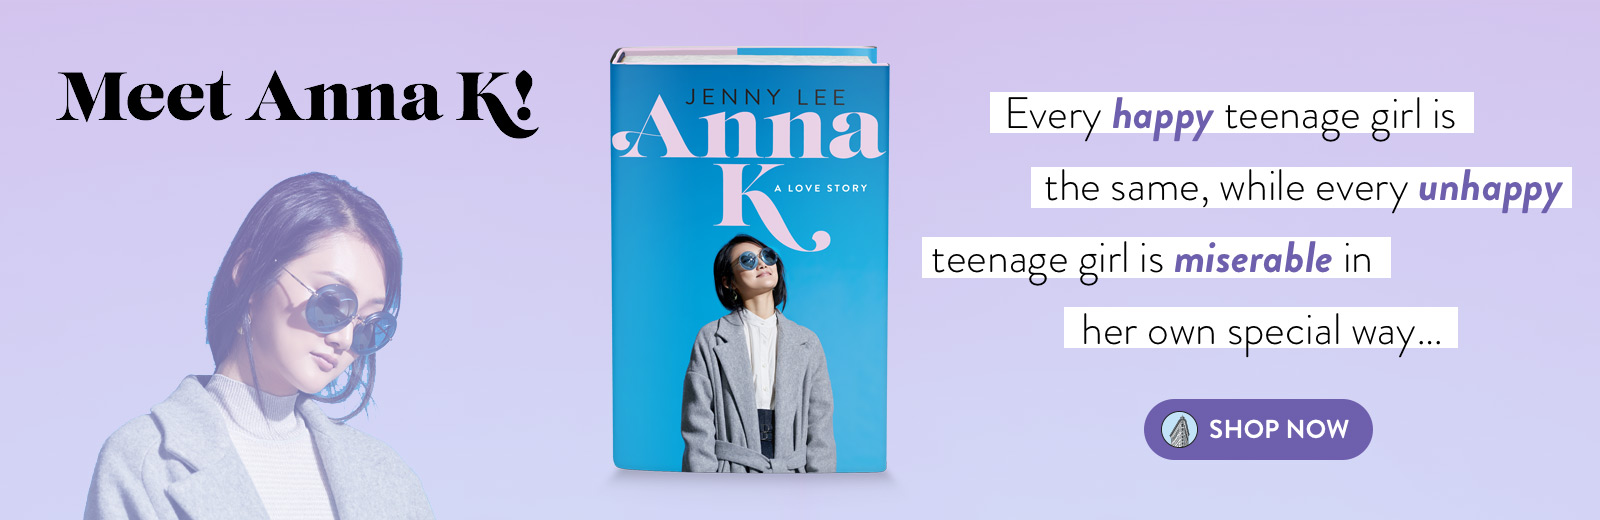 Meet Anna K!
JENNY LEE
Anna
K
A LOVE STORY
Every happy teenage girl is
the same, while every unhappy
teenage girl is miserable in
her own special way...
SHOP NOW